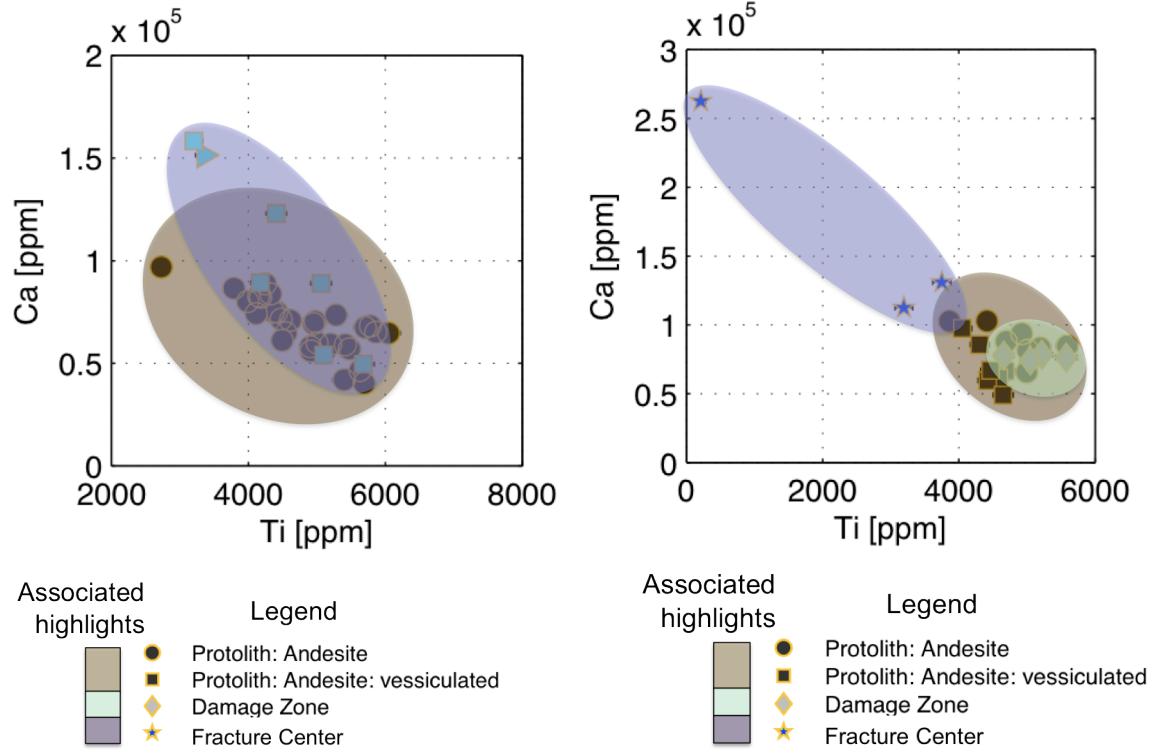 x 10^5
2
1.5
1
0.5
0
Ca [ppm]
2000 4000 6000 8000
Ti [ppm]
x 10^5
3
2.5
2
1.5
1
0.5
0
Ca [ppm]
0 2000 4000 6000
Ti [ppm]
Associated
highlights
Legend
Protolith: Andesite
Protolith: Andesite: vessiculated
Damage Zone
Fracture Center
Associated
highlights
Legend
Protolith: Andesite
Protolith: Andesite: vessiculated
Damage Zone
Fracture Center